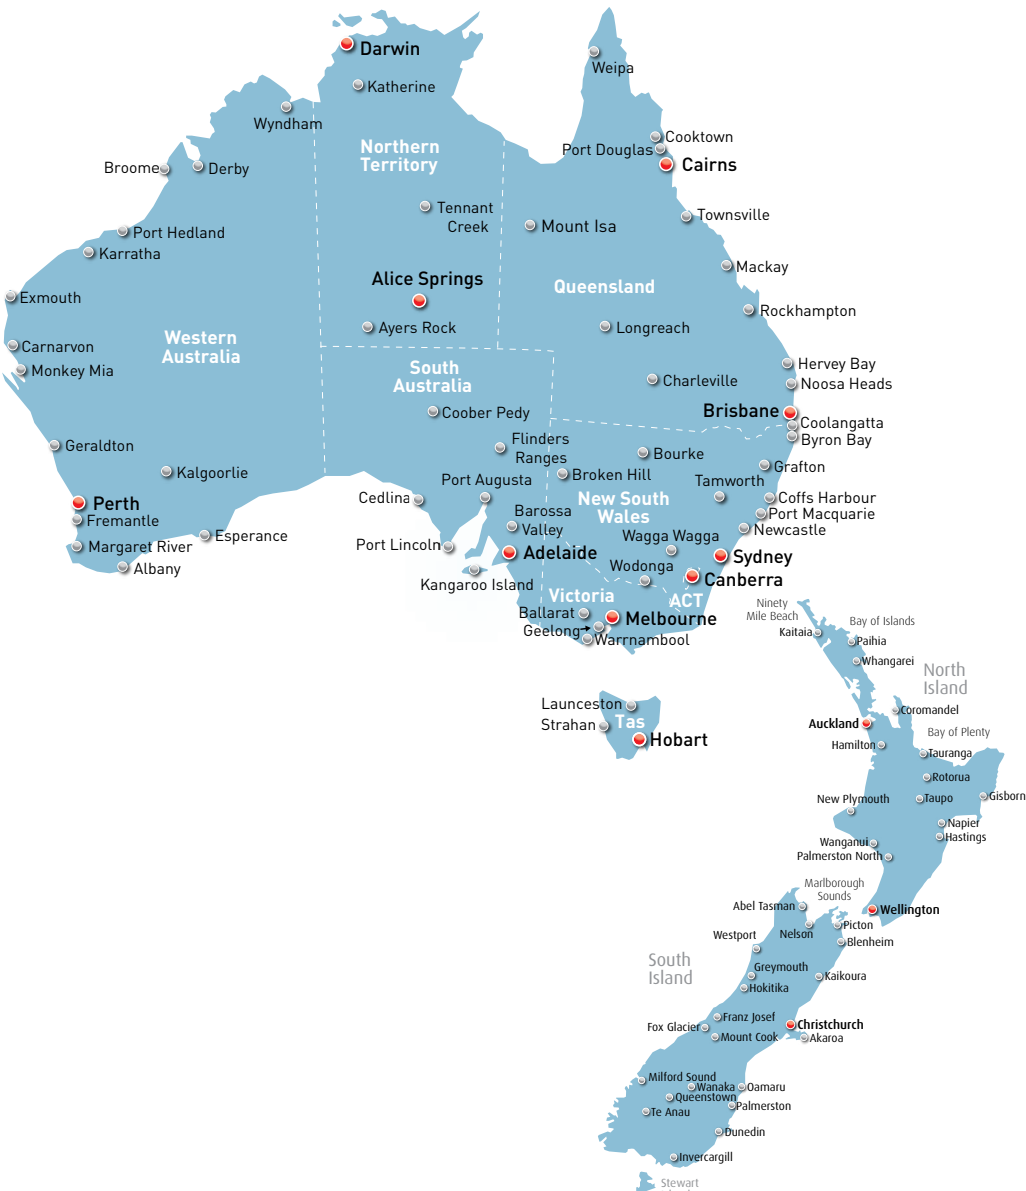 Darwin
Weipa
Katherine
Wyndham
Cooktown
Northern
Territory
Port Douglas
Cairns
Broome
Derby
Tennant
Creek
Townsville
Mount Isa
Port Hedland
Karratha
Mackay
Alice Springs
Queensland
Exmouth
Rockhampton
Ayers Rock
Longreach
Western
Australia
Carnarvon
Monkey Mia
South
Australia
Hervey Bay
Charleville
Noosa Heads
Coober Pedy
Brisbane
Coolangatta
Byron Bay
Geraldton
Flinders
Ranges
Bourke
Grafton
Kalgoorlie
Port Augusta
Broken Hill
Tamworth
Cedlina
New South
Wales
Coffs Harbour
Perth
Barossa
Valley
Port Macquarie
Fremantle
Newcastle
Esperance
Wagga Wagga
Margaret River
Port Lincoln
Adelaide
Sydney
Albany
Wodonga
Kangaroo Island
Canberra
Victoria
ACT
Ballarat
Melbourne
Geelong
Warrnambool
Ninety
Mile Beach
Kaitaia
Bay of Islands
Paihia
Whangarei
North
Island
Launceston
Strahan
Tas
Hobart
Coromandel
Auckland
Bay of Plenty
Hamilton
Tauranga
Rotorua
New Plymouth
Taupo
Gisborn
Napier
Hastings
Wanganui
Palmerston North
Marlborough
Sounds
Abel Tasman
Wellington
Nelson
Picton
Westport
Blenheim
South
Island
Greymouth
Kaikoura
Hokitika
Franz Josef
Fox Glacier
Christchurch
Mount Cook
Akaroa
Milford Sound
Wanaka
Oamaru
Queenstown
Palmerston
Te Anau
Dunedin
Invercargill
Stewart